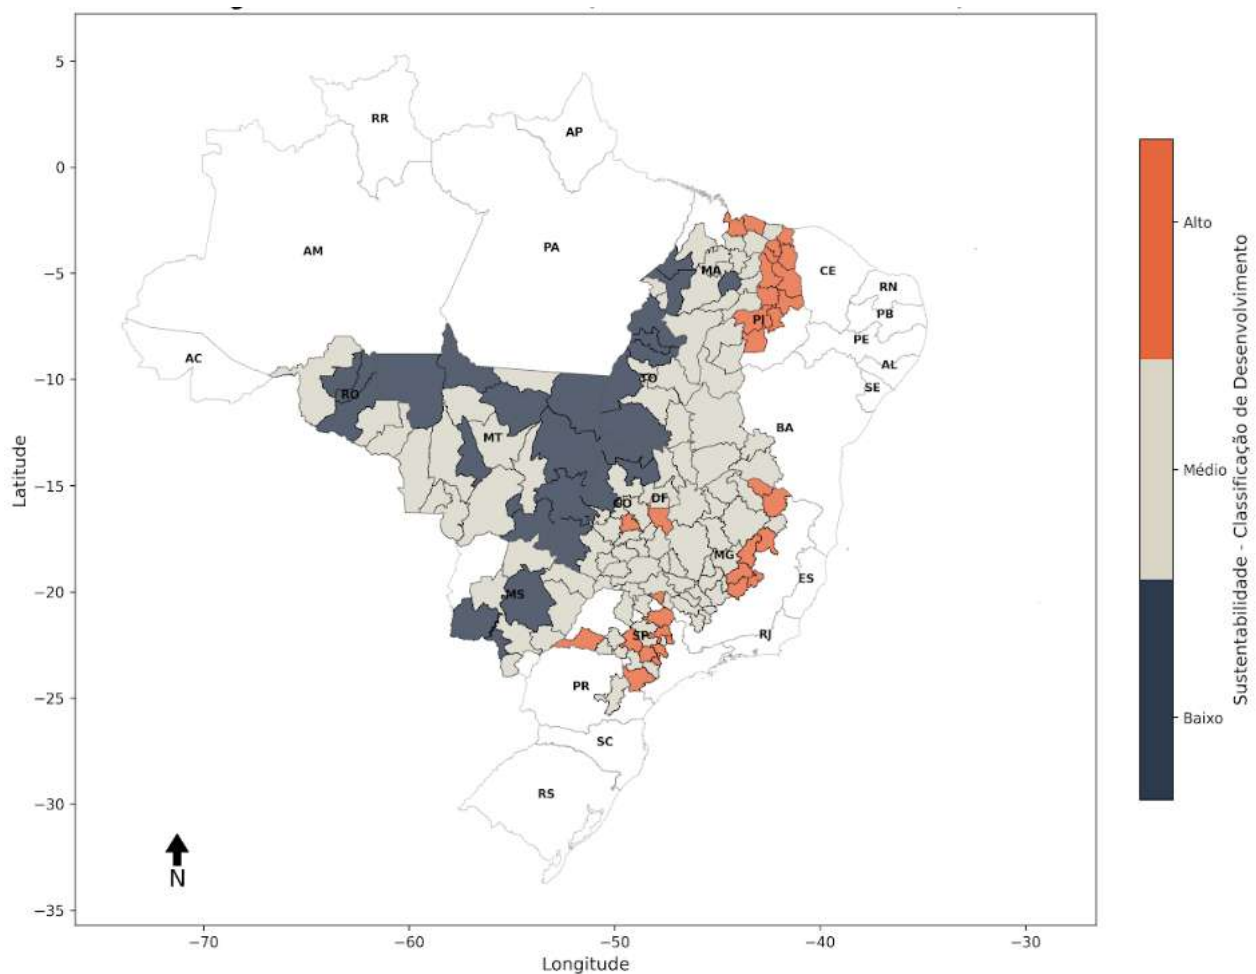 RR
AP
AM
PA
MA
CE
RN
PB
PI
PE
AL
AC
SE
TO
RO
BA
MT
GO
DF
MG
ES
MS
SP
RJ
PR
SC
RS
N
5
0
−5
−10
−15
−20
−25
−30
−35
Latitude
−70
−60
−50
−40
−30
Longitude
Alto
Médio
Baixo
Sustentabilidade - Classificação de Desenvolvimento